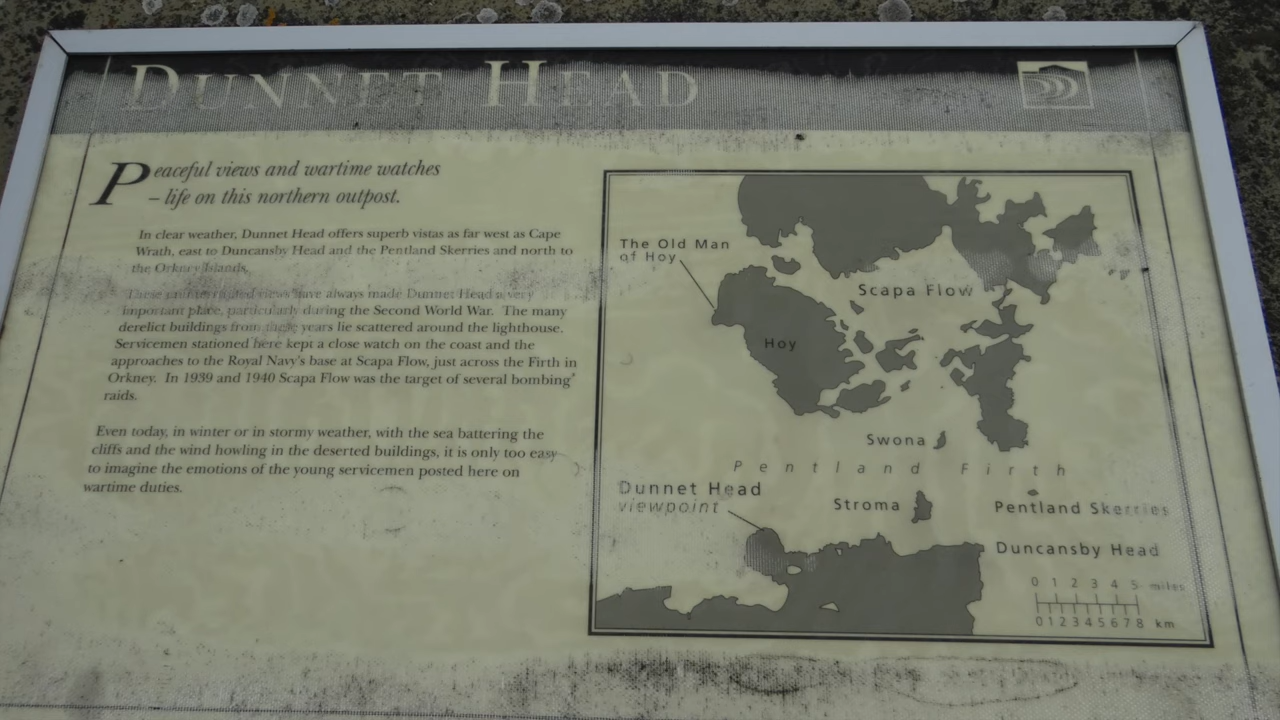 DUNNET HEAD
Peaceful views and wartime watches
– life on this northern outpost.
In clear weather, Dunnet Head offers superb vistas as far west as Cape
Wrath, east to Duncansby Head and the Pentland Skerries and north to
the Orkney Islands.
These uninterrupted views have always made Dunnet Head a very
important place, particularly during the Second World War. The many
derelict buildings from these years lie scattered around the lighthouse.
Servicemen stationed here kept a close watch on the coast and the
approaches to the Royal Navy's base at Scapa Flow, just across the Firth in
Orkney. In 1939 and 1940 Scapa Flow was the target of several bombing
raids.
Even today, in winter or in stormy weather, with the sea battering the
cliffs and the wind howling in the deserted buildings, it is only too easy
to imagine the emotions of the young servicemen posted here on
wartime duties.
The Old Man
of Hoy
Scapa Flow
Hoy
Swona
Pentland Firth
Dunnet Head
viewpoint
Stroma
Pentland Skerries
Duncansby Head
0 1 2 3 4 5 miles
0 1 2 3 4 5 6 7 8 km